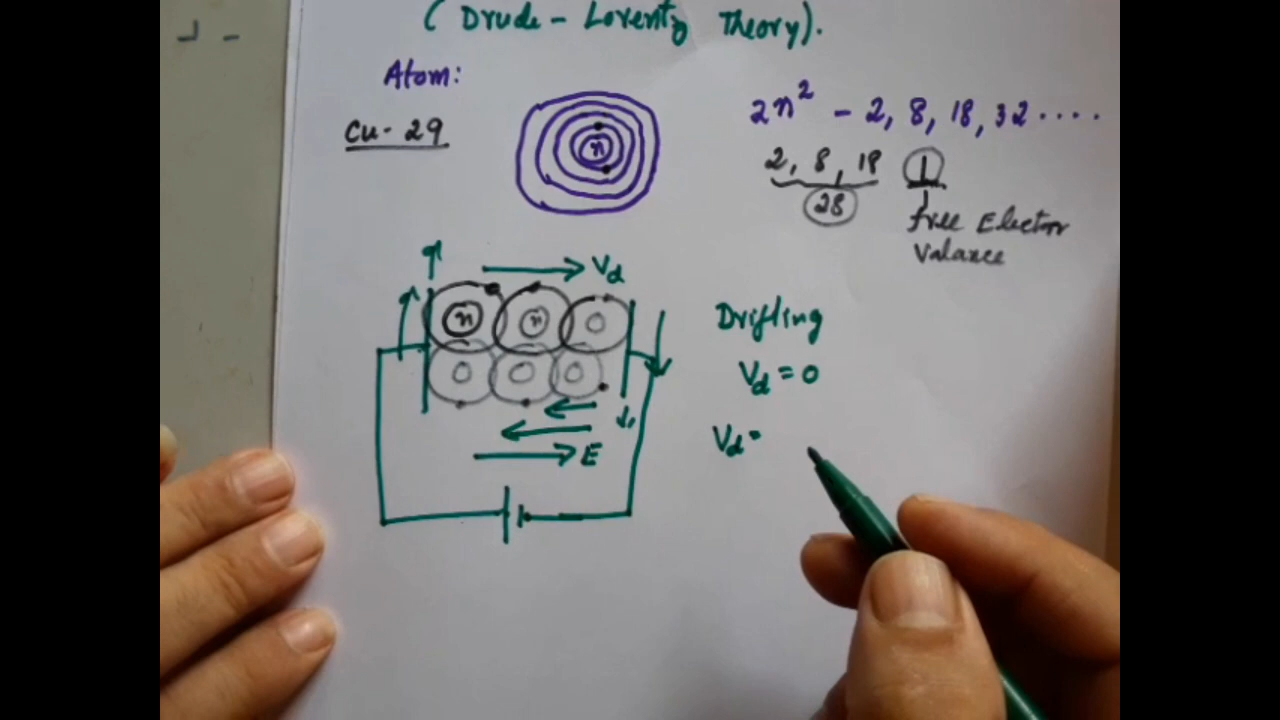 ( Drude - Lorentz Theory).
Atom:
Cu - 29
n
2n² - 2, 8, 18, 32 ....
2, 8, 18 1
28
free Electron
Valance
Vd
n n
E
Drifting
Vd = 0
Vd =